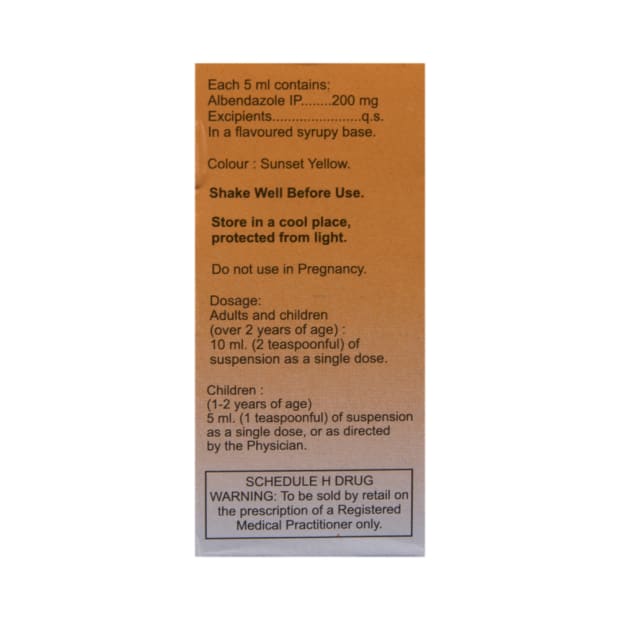 Each 5 ml contains:
Albendazole IP........200 mg
Excipients.......................q.s.
In a flavoured syrupy base.
Colour : Sunset Yellow.
Shake Well Before Use.
Store in a cool place,
protected from light.
Do not use in Pregnancy.
Dosage:
Adults and children
(over 2 years of age) :
10 ml. (2 teaspoonful) of
suspension as a single dose.
Children :
(1-2 years of age)
5 ml. (1 teaspoonful) of suspension
as a single dose, or as directed
by the Physician.
SCHEDULE H DRUG
WARNING: To be sold by retail on
the prescription of a Registered
Medical Practitioner only.